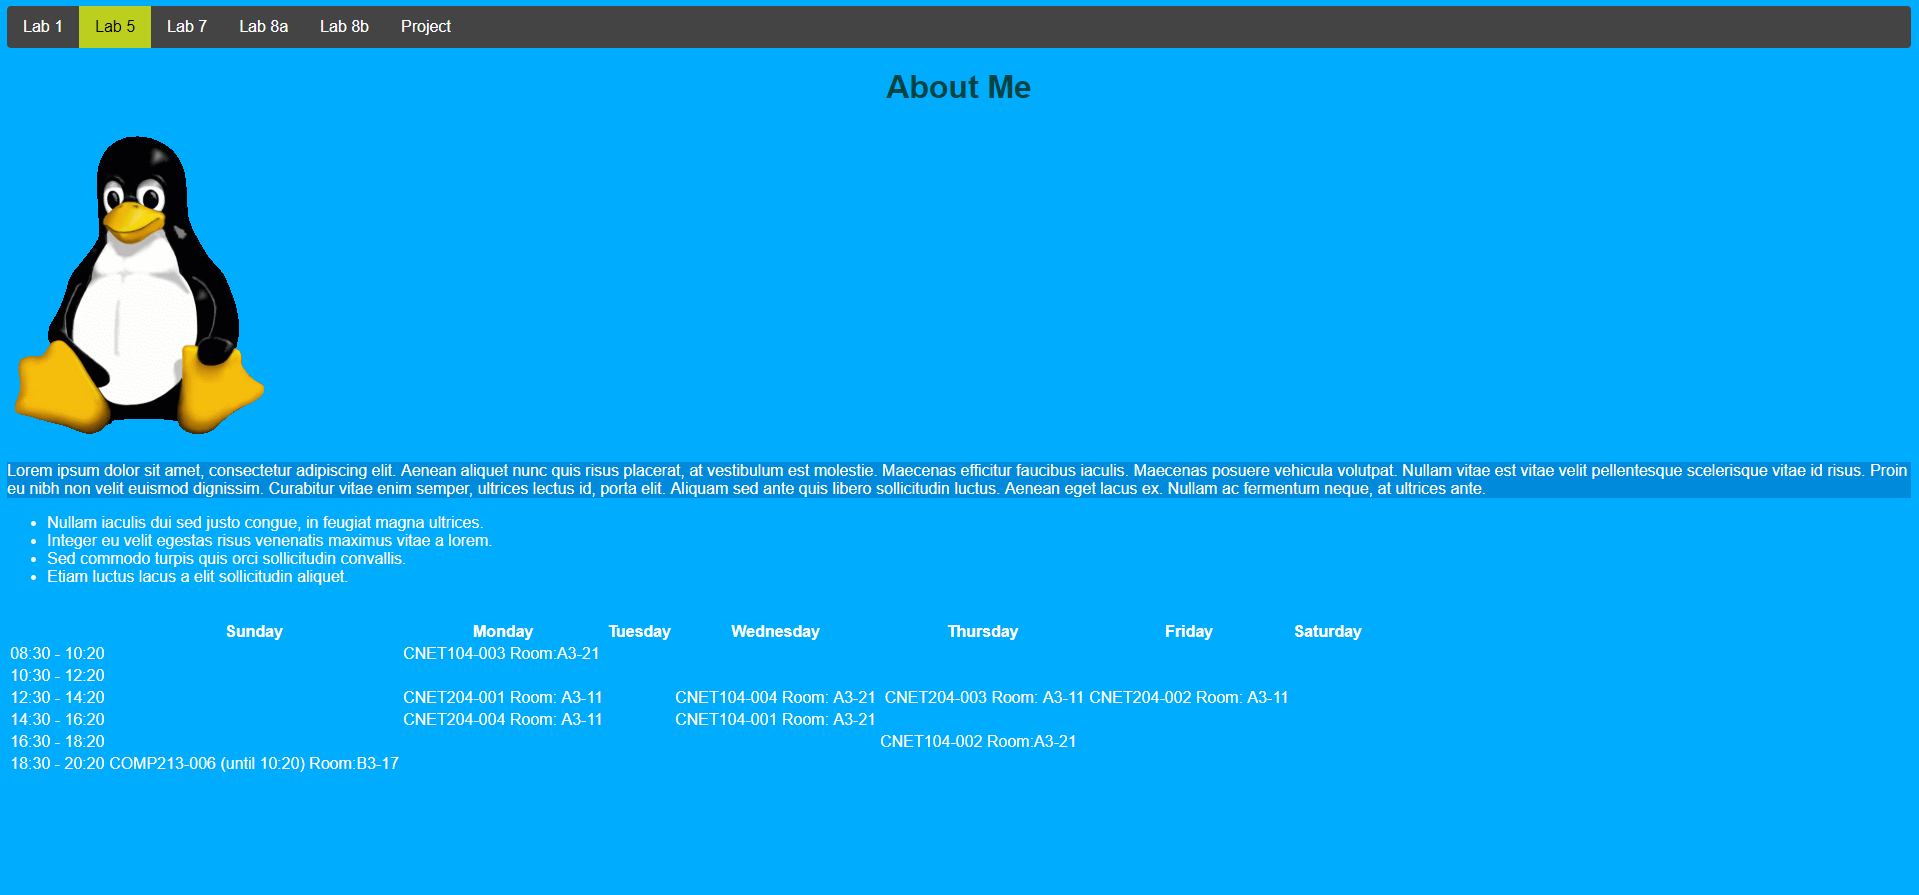 Lab 1 Lab 5 Lab 7 Lab 8a Lab 8b Project
About Me
Lorem ipsum dolor sit amet, consectetur adipiscing elit. Aenean aliquet nunc quis risus placerat, at vestibulum est molestie. Maecenas efficitur faucibus iaculis. Maecenas posuere vehicula volutpat. Nullam vitae est vitae velit pellentesque scelerisque vitae id risus. Proin
eu nibh non velit euismod dignissim. Curabitur vitae enim semper, ultrices lectus id, porta elit. Aliquam sed ante quis libero sollicitudin luctus. Aenean eget lacus ex. Nullam ac fermentum neque, at ultrices ante.
• Nullam iaculis dui sed justo congue, in feugiat magna ultrices.
• Integer eu velit egestas risus venenatis maximus vitae a lorem.
• Sed commodo turpis quis orci sollicitudin convallis.
• Etiam luctus lacus a elit sollicitudin aliquet.
Sunday Monday Tuesday Wednesday Thursday Friday Saturday
08:30 - 10:20 CNET104-003 Room:A3-21
10:30 - 12:20
12:30 - 14:20 CNET204-001 Room: A3-11 CNET104-004 Room: A3-21 CNET204-003 Room: A3-11 CNET204-002 Room: A3-11
14:30 - 16:20 CNET204-004 Room: A3-11 CNET104-001 Room: A3-21
16:30 - 18:20 CNET104-002 Room:A3-21
18:30 - 20:20 COMP213-006 (until 10:20) Room:B3-17